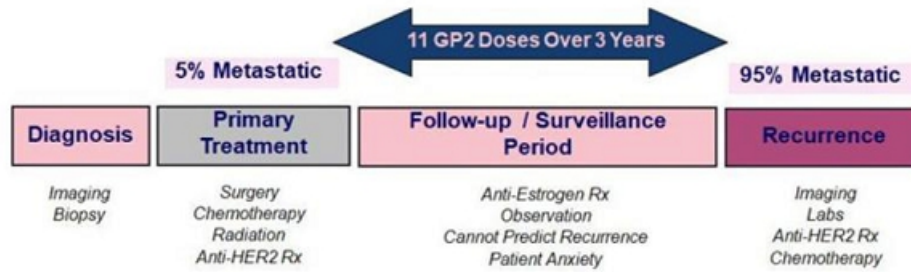 11 GP2 Doses Over 3 Years
5% Metastatic
95% Metastatic
Diagnosis
Primary
Treatment
Follow-up / Surveillance
Period
Recurrence
Imaging
Biopsy
Surgery
Chemotherapy
Radiation
Anti-HER2 Rx
Anti-Estrogen Rx
Observation
Cannot Predict Recurrence
Patient Anxiety
Imaging
Labs
Anti-HER2 Rx
Chemotherapy